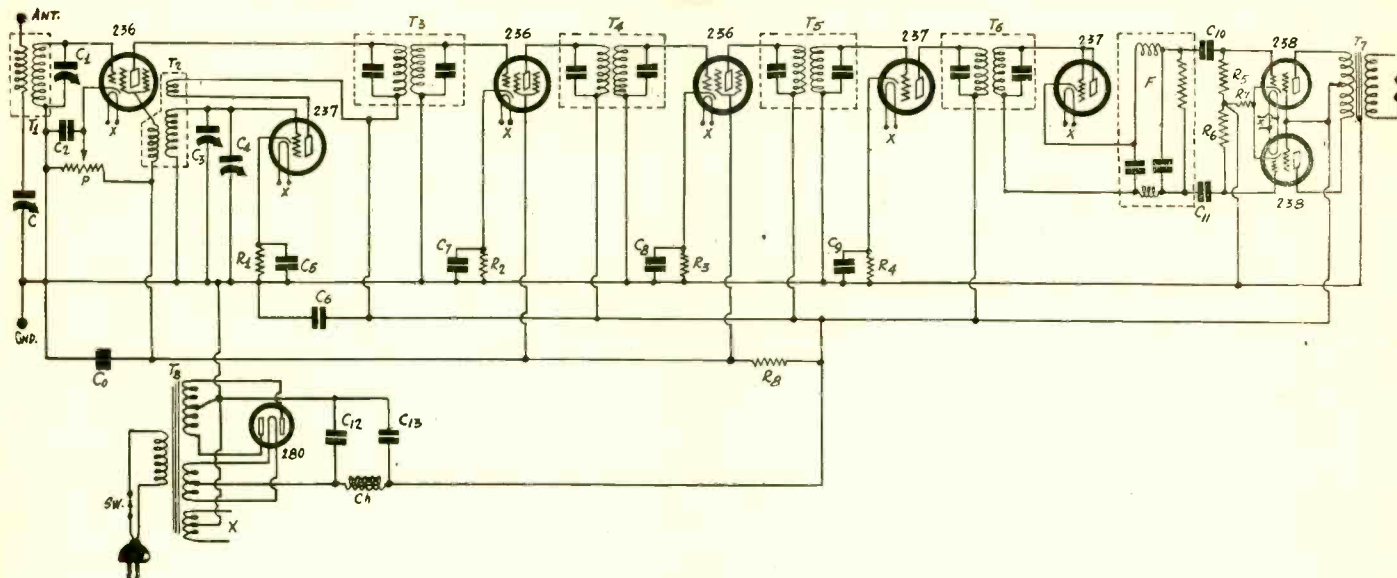 ANT.
236
T3
236
T4
236
T5
237
T6
237
C10
238
T7
C1
T2
237
F
R5
R7
R6
T1
C2
C3
C4
X
X
X
X
X
X
P
C
238
C11
R1
C5
C7
R2
C8
R3
C9
R4
C6
GND.
C0
R8
T8
C12
C13
280
Ch
SW.
X